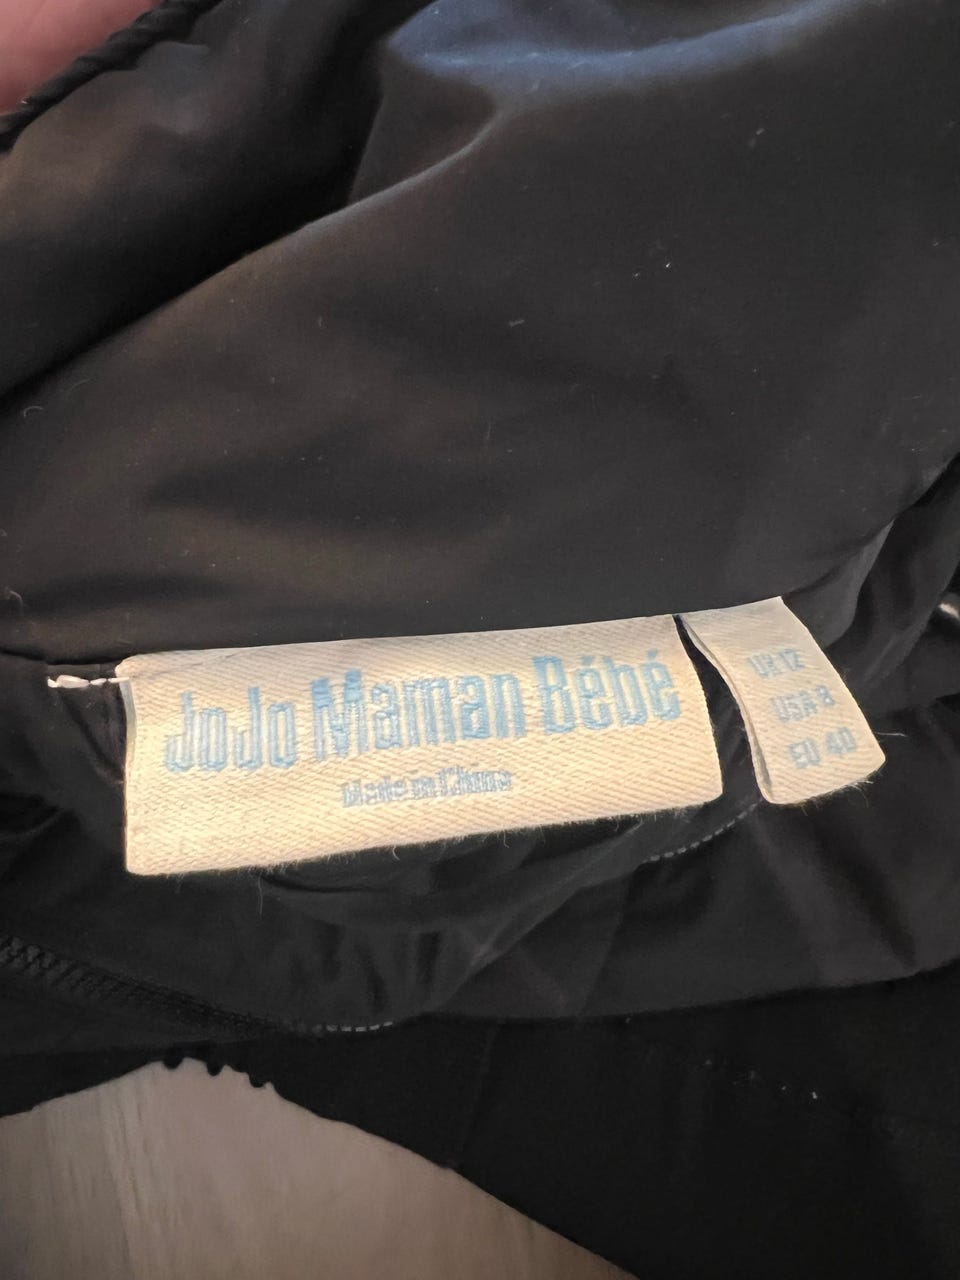 JoJo Maman Bébé
Made in China
UK 12
USA 8
EU 40